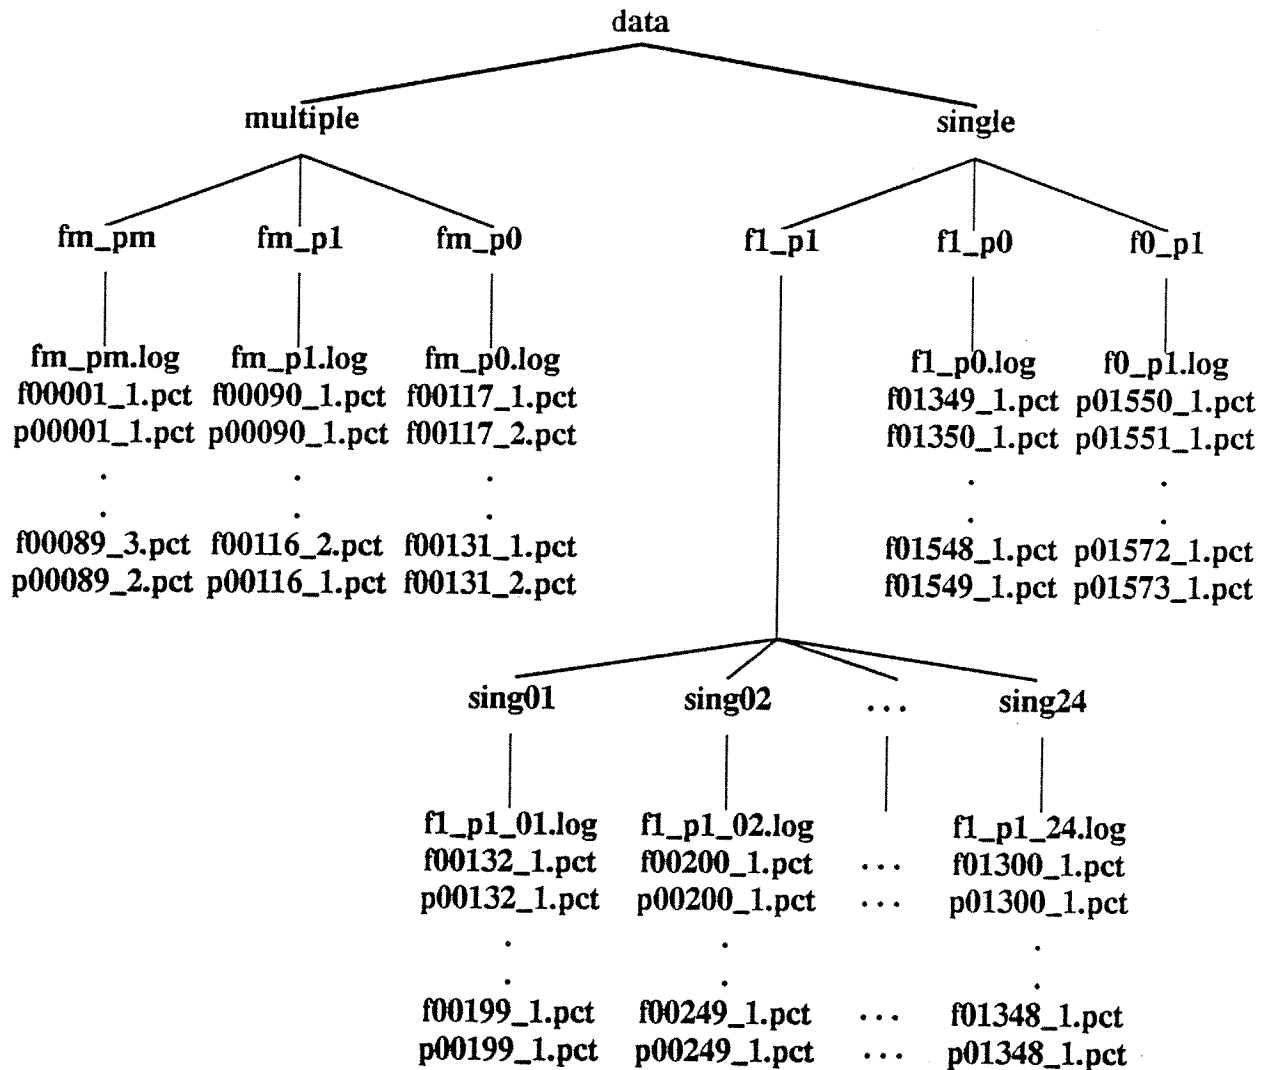 data
multiple single
fm_pm fm_p1 fm_p0 f1_p1 f1_p0 f0_p1
fm_pm.log fm_p1.log fm_p0.log f1_p0.log f0_p1.log
f00001_1.pct f00090_1.pct f00117_1.pct f01349_1.pct p01550_1.pct
p00001_1.pct p00090_1.pct f00117_2.pct f01350_1.pct p01551_1.pct
. . . . .
. . . . .
f00089_3.pct f00116_2.pct f00131_1.pct f01548_1.pct p01572_1.pct
p00089_2.pct p00116_1.pct f00131_2.pct f01549_1.pct p01573_1.pct
sing01 sing02 ... sing24
f1_p1_01.log f1_p1_02.log f1_p1_24.log
f00132_1.pct f00200_1.pct ... f01300_1.pct
p00132_1.pct p00200_1.pct ... p01300_1.pct
. . .
. . .
f00199_1.pct f00249_1.pct ... f01348_1.pct
p00199_1.pct p00249_1.pct ... p01348_1.pct